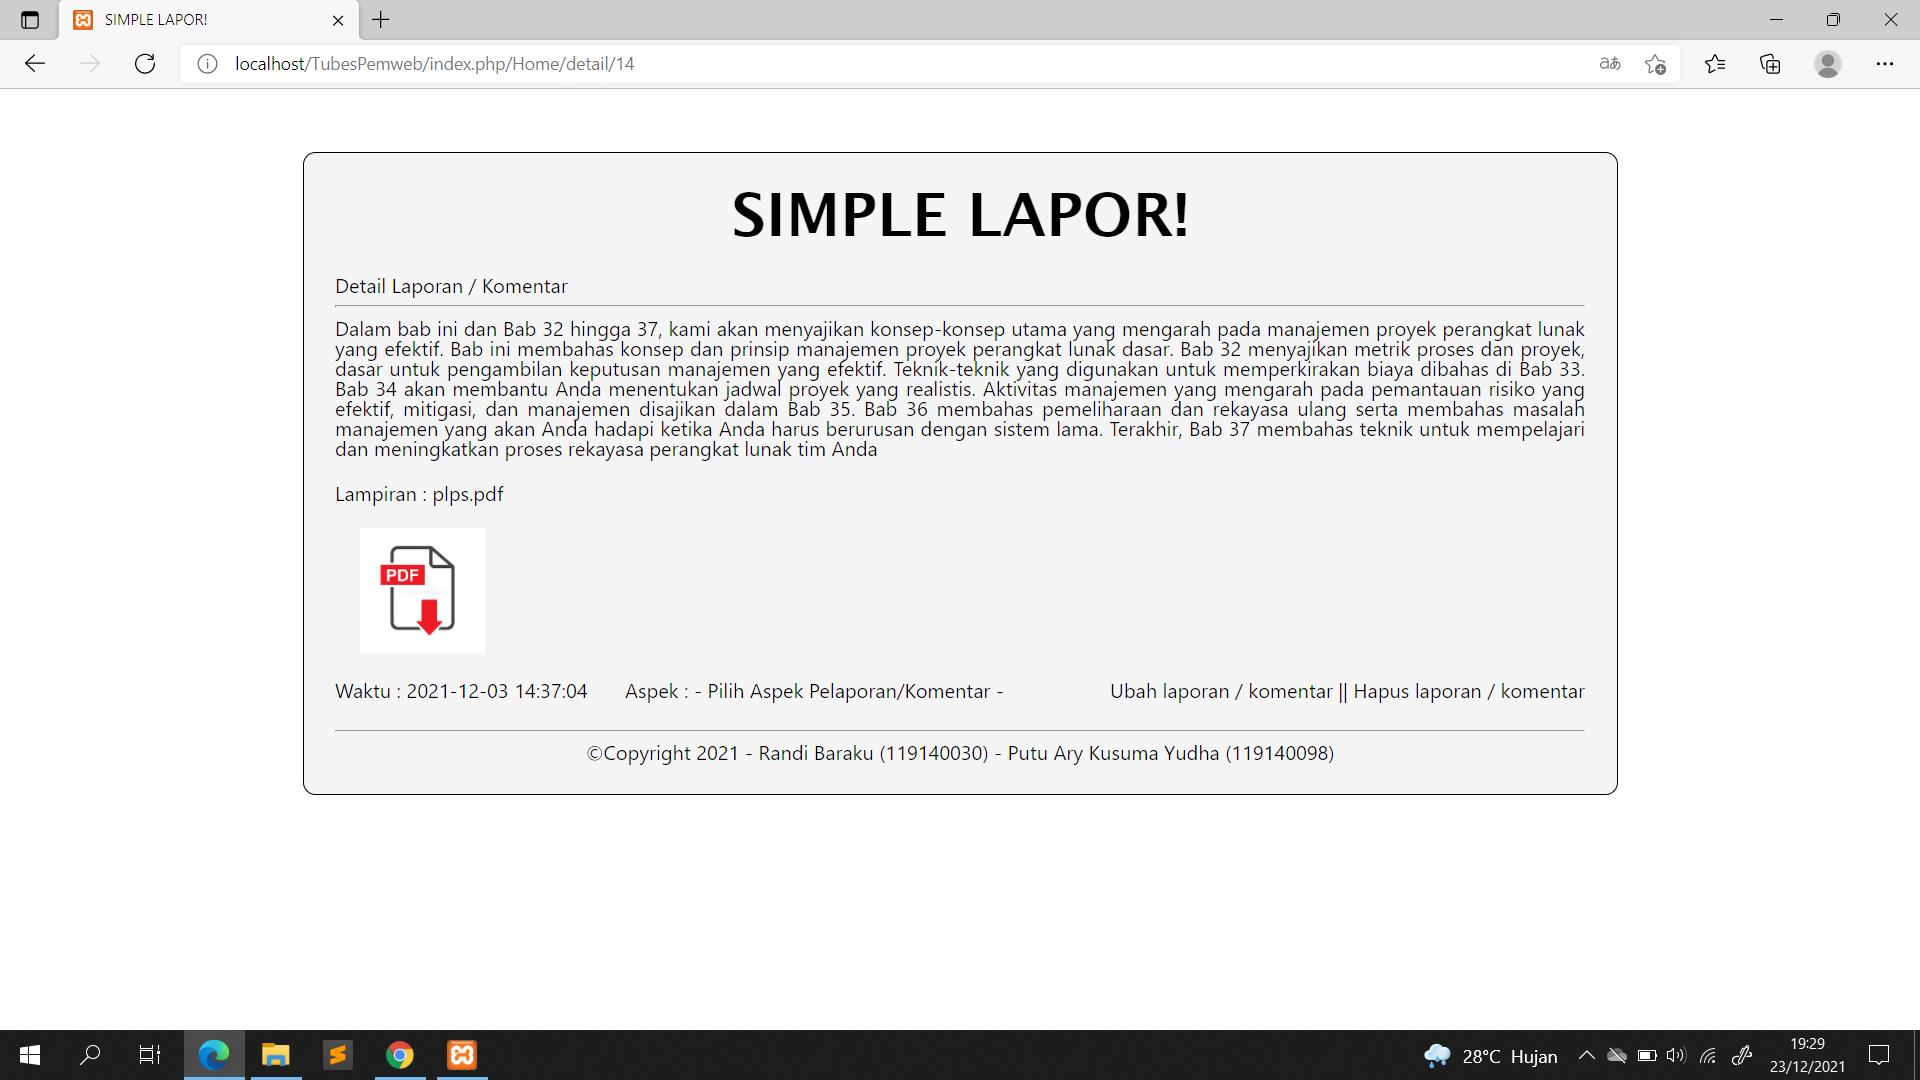 SIMPLE LAPOR!
localhost/TubesPemweb/index.php/Home/detail/14
aあ
SIMPLE LAPOR!
Detail Laporan / Komentar
Dalam bab ini dan Bab 32 hingga 37, kami akan menyajikan konsep-konsep utama yang mengarah pada manajemen proyek perangkat lunak
yang efektif. Bab ini membahas konsep dan prinsip manajemen proyek perangkat lunak dasar. Bab 32 menyajikan metrik proses dan proyek,
dasar untuk pengambilan keputusan manajemen yang efektif. Teknik-teknik yang digunakan untuk memperkirakan biaya dibahas di Bab 33.
Bab 34 akan membantu Anda menentukan jadwal proyek yang realistis. Aktivitas manajemen yang mengarah pada pemantauan risiko yang
efektif, mitigasi, dan manajemen disajikan dalam Bab 35. Bab 36 membahas pemeliharaan dan rekayasa ulang serta membahas masalah
manajemen yang akan Anda hadapi ketika Anda harus berurusan dengan sistem lama. Terakhir, Bab 37 membahas teknik untuk mempelajari
dan meningkatkan proses rekayasa perangkat lunak tim Anda
Lampiran : plps.pdf
PDF
Waktu : 2021-12-03 14:37:04 Aspek : - Pilih Aspek Pelaporan/Komentar - Ubah laporan / komentar || Hapus laporan / komentar
©Copyright 2021 - Randi Baraku (119140030) - Putu Ary Kusuma Yudha (119140098)
28°C Hujan
19:29
23/12/2021